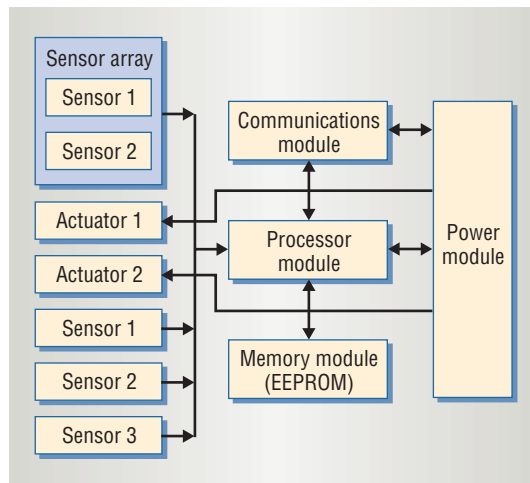 Sensor array
Sensor 1
Sensor 2
Actuator 1
Actuator 2
Sensor 1
Sensor 2
Sensor 3
Communications
module
Processor
module
Memory module
(EEPROM)
Power
module